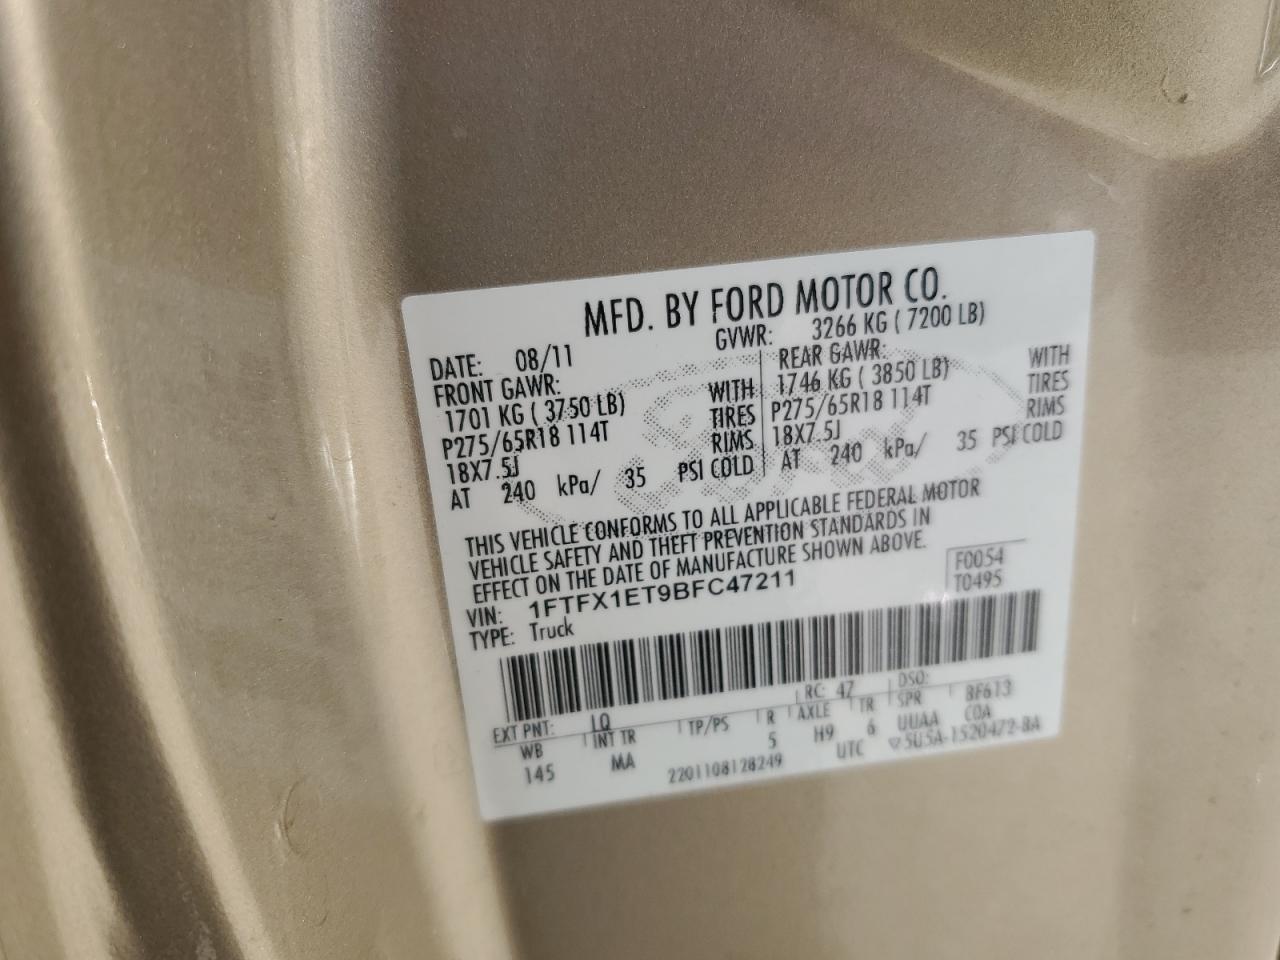 MFD. BY FORD MOTOR CO.
DATE: 08/11 GVWR: 3266 KG ( 7200 LB)
FRONT GAWR: REAR GAWR:
1701 KG ( 3750 LB) WITH 1746 KG ( 3850 LB) WITH
P275/65R18 114T TIRES P275/65R18 114T TIRES
18X7.5J RIMS 18X7.5J RIMS
AT 240 kPa/ 35 PSI COLD AT 240 kPa/ 35 PSI COLD
THIS VEHICLE CONFORMS TO ALL APPLICABLE FEDERAL MOTOR
VEHICLE SAFETY AND THEFT PREVENTION STANDARDS IN
EFFECT ON THE DATE OF MANUFACTURE SHOWN ABOVE.
VIN: 1FTFX1ET9BFC47211 F0054
TYPE: Truck T0495
EXT PNT: LQ RC: 47 DSO:
WB INT TR TP/PS R AXLE TR SPR BF613
145 MA 5 H9 6 UUAA CDA
2201108128249 UTC ▽5U5A-1520472-BA